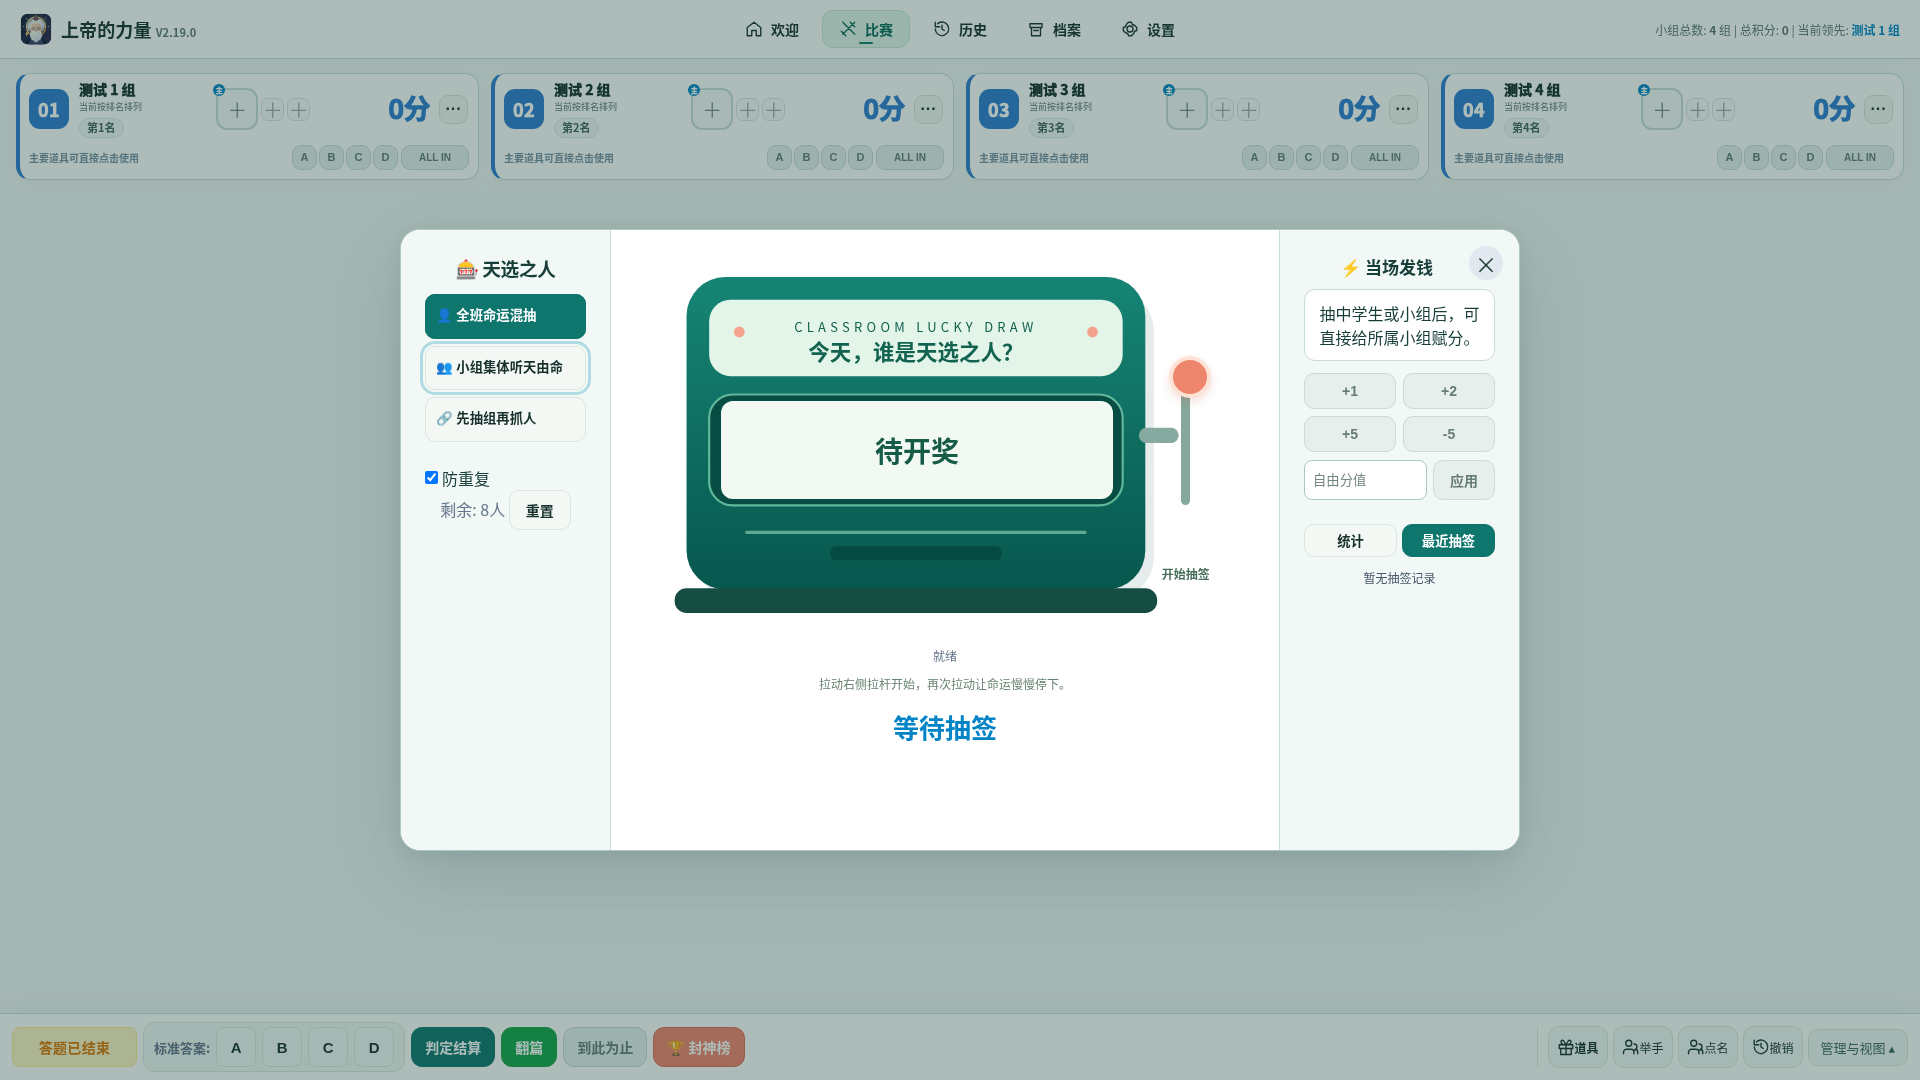 上帝的力量 V2.19.0
欢迎
比赛
历史
档案
设置
小组总数: 4 组 | 总积分: 0 | 当前领先: 测试 1 组
01
测试 1 组
当前按排名排列
第1名
主
0分
主要道具可直接点击使用
A B C D ALL IN
02
测试 2 组
当前按排名排列
第2名
主
0分
主要道具可直接点击使用
A B C D ALL IN
03
测试 3 组
当前按排名排列
第3名
主
0分
主要道具可直接点击使用
A B C D ALL IN
04
测试 4 组
当前按排名排列
第4名
主
0分
主要道具可直接点击使用
A B C D ALL IN
🎰 天选之人
👤 全班命运混抽
👥 小组集体听天由命
🔗 先抽组再抓人
防重复
剩余: 8人 重置
CLASSROOM LUCKY DRAW
今天，谁是天选之人?
待开奖
开始抽签
就绪
拉动右侧拉杆开始，再次拉动让命运慢慢停下。
等待抽签
⚡ 当场发钱
抽中学生或小组后，可
直接给所属小组赋分。
+1 +2
+5 -5
自由分值 应用
统计 最近抽签
暂无抽签记录
答题已结束
标准答案: A B C D
判定结算
翻篇
到此为止
🏆 封神榜
道具
举手
点名
撤销
管理与视图 ▴